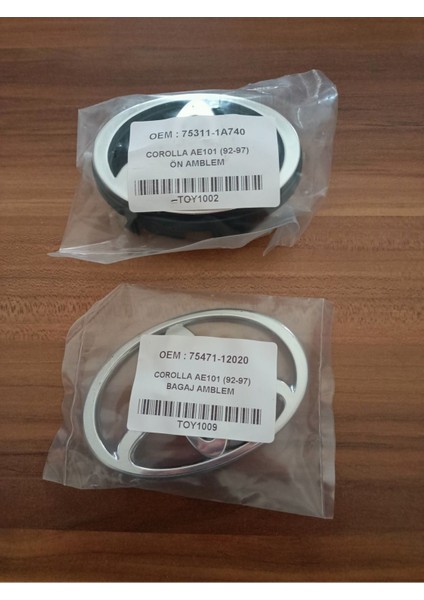 OEM : 75311-1A740
COROLLA AE101 (92-97)
ÖN AMBLEM
TOY1002
OEM : 75471-12020
COROLLA AE101 (92-97)
BAGAJ AMBLEM
TOY1009